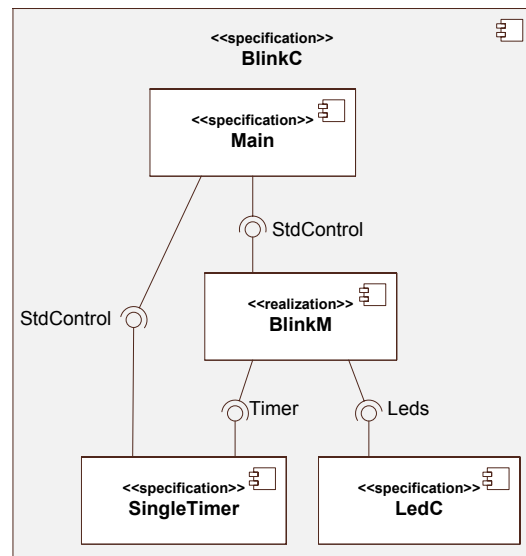 <<specification>>
BlinkC
<<specification>>
Main
StdControl
StdControl
<<realization>>
BlinkM
Timer
Leds
<<specification>>
SingleTimer
<<specification>>
LedC